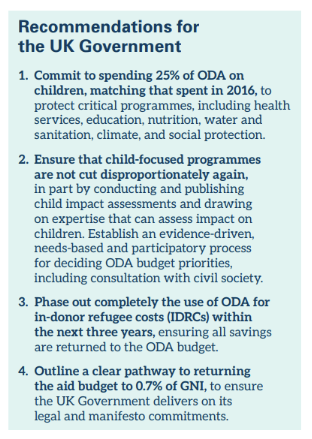 Recommendations for
the UK Government
1. Commit to spending 25% of ODA on
children, matching that spent in 2016, to
protect critical programmes, including health
services, education, nutrition, water and
sanitation, climate, and social protection.
2. Ensure that child-focused programmes
are not cut disproportionately again,
in part by conducting and publishing
child impact assessments and drawing
on expertise that can assess impact on
children. Establish an evidence-driven,
needs-based and participatory process
for deciding ODA budget priorities,
including consultation with civil society.
3. Phase out completely the use of ODA for
in-donor refugee costs (IDRCs) within
the next three years, ensuring all savings
are returned to the ODA budget.
4. Outline a clear pathway to returning
the aid budget to 0.7% of GNI, to ensure
the UK Government delivers on its
legal and manifesto commitments.